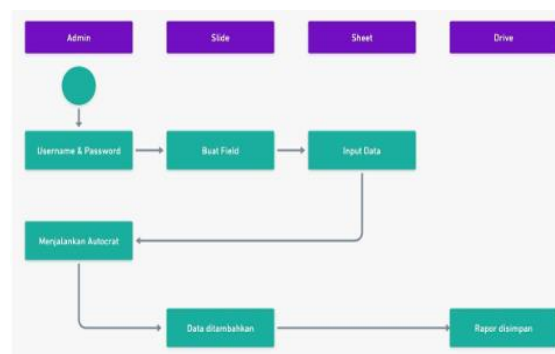 Admin
Slide
Sheet
Drive
Username & Password
Buat Field
Input Data
Menjalankan Autocrat
Data ditambahkan
Rapor disimpan